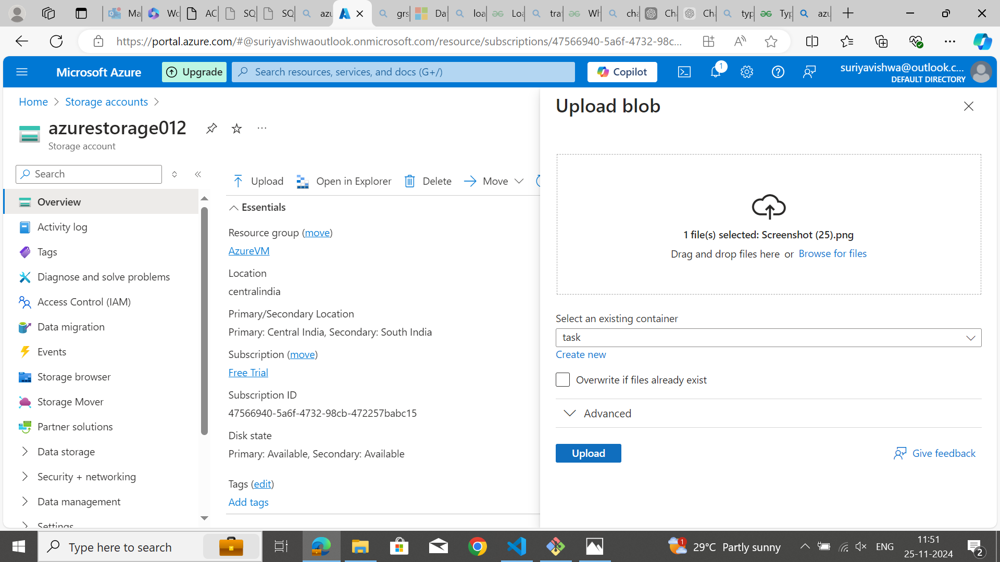 Ma
Wo
AC
SQ
SQ
azu
grs
Da
loa
Loa
tra
Wh
cha
Cha
Cha
typ
Typ
azu
https://portal.azure.com/#@suriyavishwaoutlook.onmicrosoft.com/resource/subscriptions/47566940-5a6f-4732-98c...
Microsoft Azure
Upgrade
Search resources, services, and docs (G+/)
Copilot
1
suriyavishwa@outlook.c...
DEFAULT DIRECTORY
Home > Storage accounts >
azurestorage012
Storage account
Search
Overview
Activity log
Tags
Diagnose and solve problems
Access Control (IAM)
Data migration
Events
Storage browser
Storage Mover
Partner solutions
Data storage
Security + networking
Data management
Settings
Upload
Open in Explorer
Delete
Move
Essentials
Resource group (move)
AzureVM
Location
centralindia
Primary/Secondary Location
Primary: Central India, Secondary: South India
Subscription (move)
Free Trial
Subscription ID
47566940-5a6f-4732-98cb-472257babc15
Disk state
Primary: Available, Secondary: Available
Tags (edit)
Add tags
Upload blob
1 file(s) selected: Screenshot (25).png
Drag and drop files here or Browse for files
Select an existing container
task
Create new
Overwrite if files already exist
Advanced
Upload
Give feedback
Type here to search
1
29°C Partly sunny
ENG
11:51
25-11-2024
2